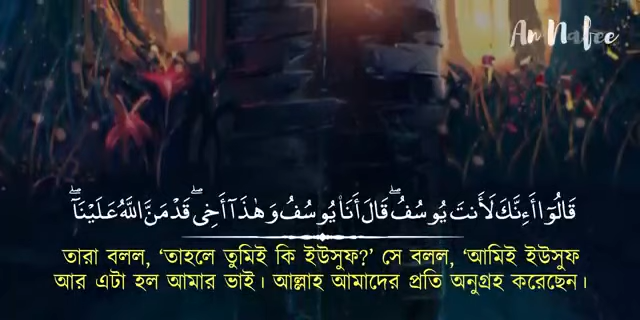 An Nafee
قَالُوٓا۟ أَءِنَّكَ لَأَنتَ يُوسُفُ ۖ قَالَ أَنَا۠ يُوسُفُ وَهَٰذَآ أَخِى ۖ قَدْ مَنَّ ٱللَّهُ عَلَيْنَآ ۖ
তারা বলল, ‘তাহলে তুমিই কি ইউসুফ?’ সে বলল, ‘আমিই ইউসুফ
আর এটা হল আমার ভাই। আল্লাহ আমাদের প্রতি অনুগ্রহ করেছেন।